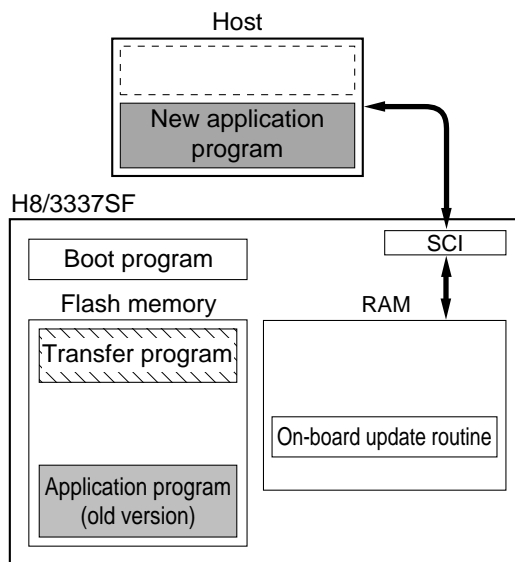 Host
New application
program
H8/3337SF
SCI
Boot program
Flash memory
RAM
Transfer program
On-board update routine
Application program
(old version)